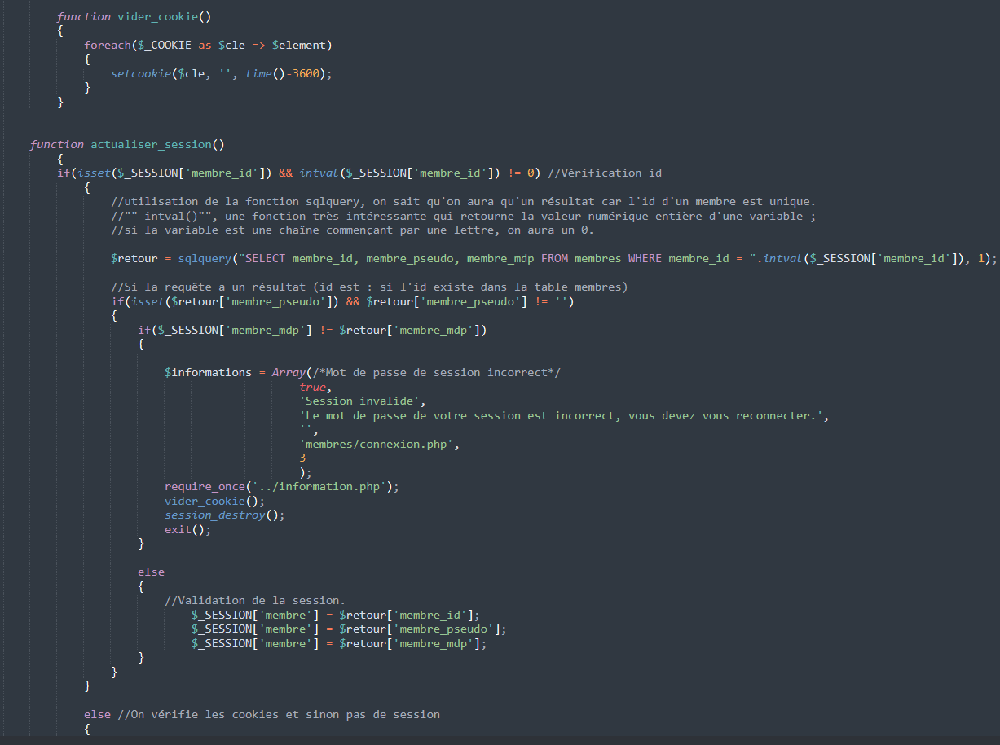 function vider_cookie()
{
foreach($_COOKIE as $cle => $element)
{
setcookie($cle, '', time()-3600);
}
}
function actualiser_session()
{
if(isset($_SESSION['membre_id']) && intval($_SESSION['membre_id']) != 0) //Vérification id
{
//utilisation de la fonction sqlquery, on sait qu'on aura qu'un résultat car l'id d'un membre est unique.
//"" intval()"", une fonction très intéressante qui retourne la valeur numérique entière d'une variable ;
//si la variable est une chaîne commençant par une lettre, on aura un 0.
$retour = sqlquery("SELECT membre_id, membre_pseudo, membre_mdp FROM membres WHERE membre_id = ".intval($_SESSION['membre_id']), 1);
//Si la requête a un résultat (id est : si l'id existe dans la table membres)
if(isset($retour['membre_pseudo']) && $retour['membre_pseudo'] != '')
{
if($_SESSION['membre_mdp'] != $retour['membre_mdp'])
{
$informations = Array(/*Mot de passe de session incorrect*/
true,
'Session invalide',
'Le mot de passe de votre session est incorrect, vous devez vous reconnecter.',
'',
'membres/connexion.php',
3
);
require_once('../information.php');
vider_cookie();
session_destroy();
exit();
}
else
{
//Validation de la session.
$_SESSION['membre'] = $retour['membre_id'];
$_SESSION['membre'] = $retour['membre_pseudo'];
$_SESSION['membre'] = $retour['membre_mdp'];
}
}
}
else //On vérifie les cookies et sinon pas de session
{